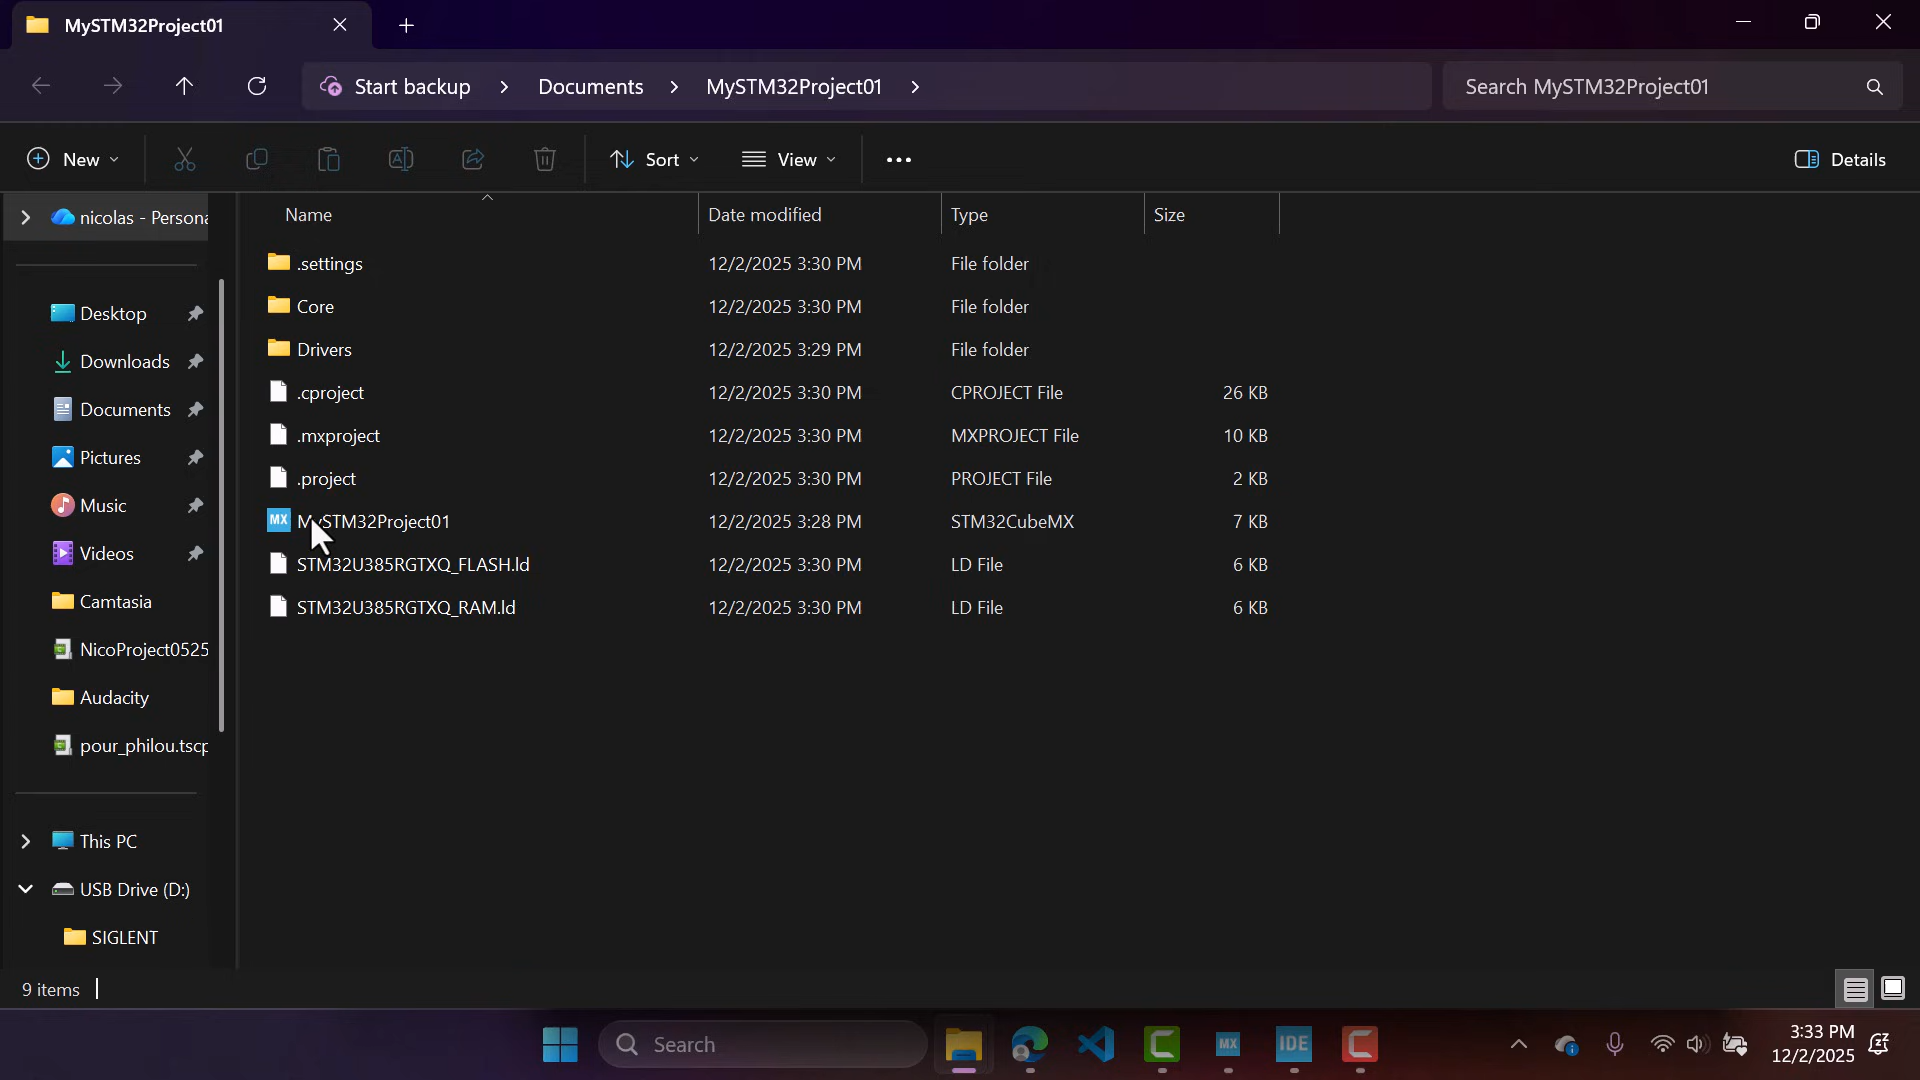 MySTM32Project01
Start backup > Documents > MySTM32Project01 >
Search MySTM32Project01
New
Sort
View
Details
Name
Date modified
Type
Size
nicolas - Persona
Desktop
Downloads
Documents
Pictures
Music
Videos
Camtasia
NicoProject0525
Audacity
pour_philou.tscp
This PC
USB Drive (D:)
SIGLENT
.settings 12/2/2025 3:30 PM File folder
Core 12/2/2025 3:30 PM File folder
Drivers 12/2/2025 3:29 PM File folder
.cproject 12/2/2025 3:30 PM CPROJECT File 26 KB
.mxproject 12/2/2025 3:30 PM MXPROJECT File 10 KB
.project 12/2/2025 3:30 PM PROJECT File 2 KB
MX MySTM32Project01 12/2/2025 3:28 PM STM32CubeMX 7 KB
STM32U385RGTXQ_FLASH.ld 12/2/2025 3:30 PM LD File 6 KB
STM32U385RGTXQ_RAM.ld 12/2/2025 3:30 PM LD File 6 KB
9 items
Search
MX
IDE
3:33 PM
12/2/2025